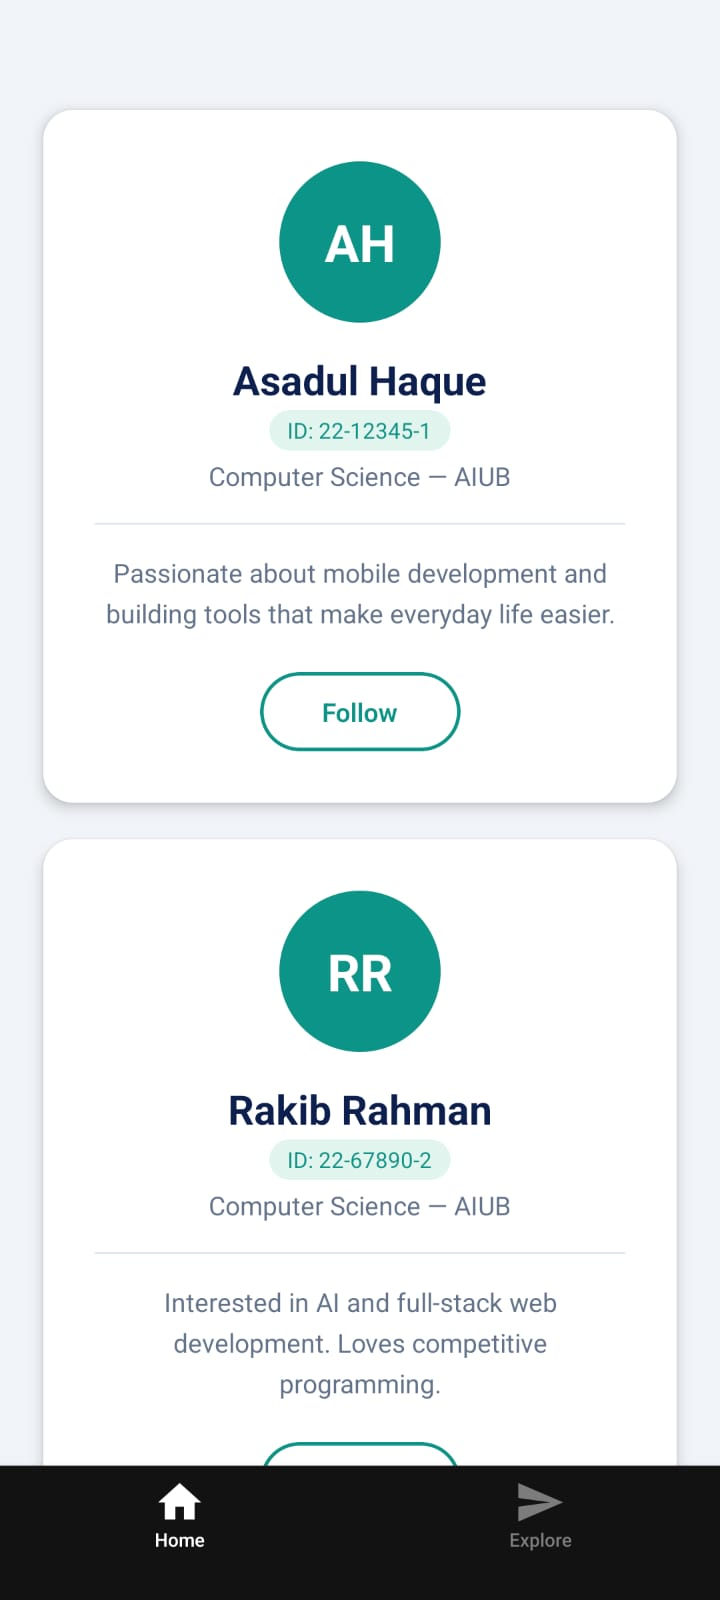 AH
Asadul Haque
ID: 22-12345-1
Computer Science — AIUB
Passionate about mobile development and
building tools that make everyday life easier.
Follow
RR
Rakib Rahman
ID: 22-67890-2
Computer Science — AIUB
Interested in AI and full-stack web
development. Loves competitive
programming.
Home
Explore